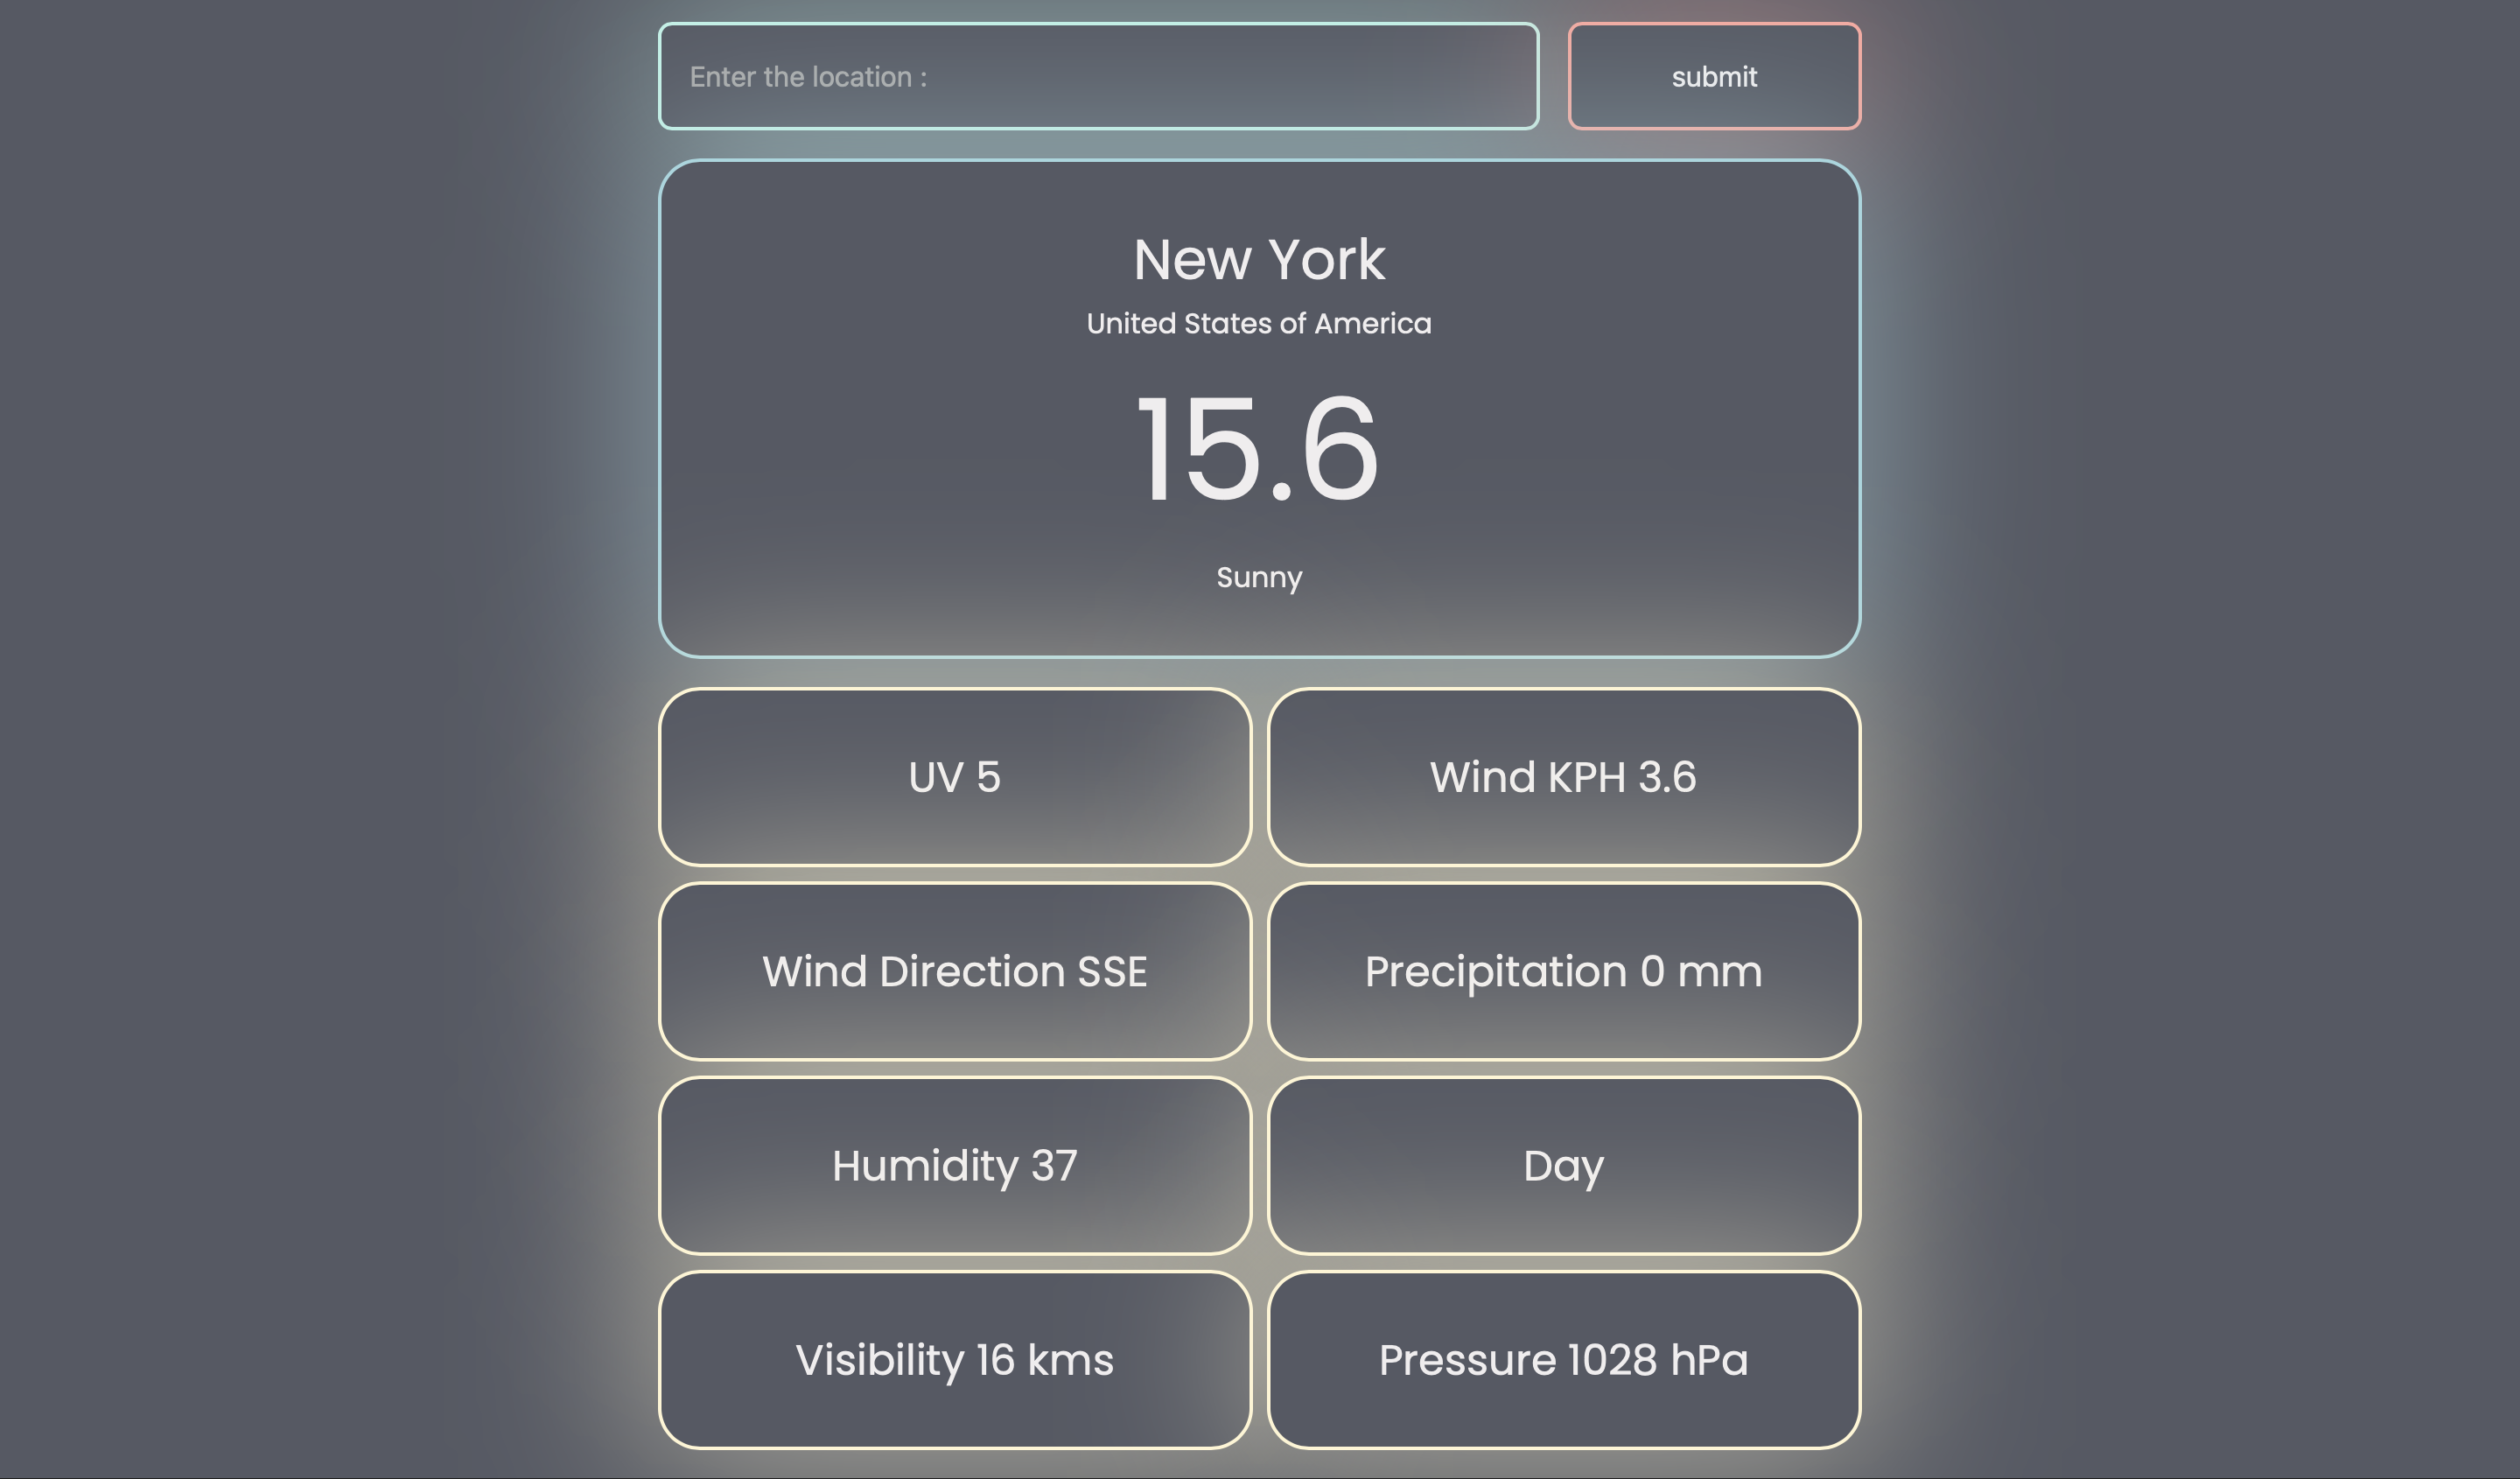 Enter the location :
submit
New York
United States of America
15.6
Sunny
UV 5
Wind KPH 3.6
Wind Direction SSE
Precipitation 0 mm
Humidity 37
Day
Visibility 16 kms
Pressure 1028 hPa